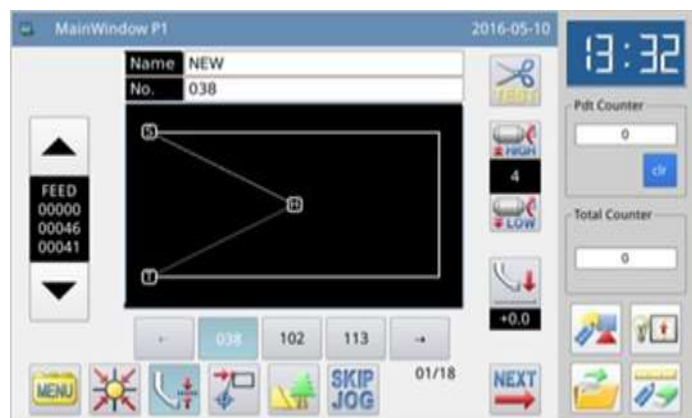 MainWindow P1
2016-05-10
13:32
Name NEW
No. 038
TEST
Pdt Counter
0
clr
S
H
T
HIGH
4
LOW
FEED
00000
00046
00041
Total Counter
0
+0.0
← 038 102 113 →
MENU
SKIP
JOG
01/18
NEXT